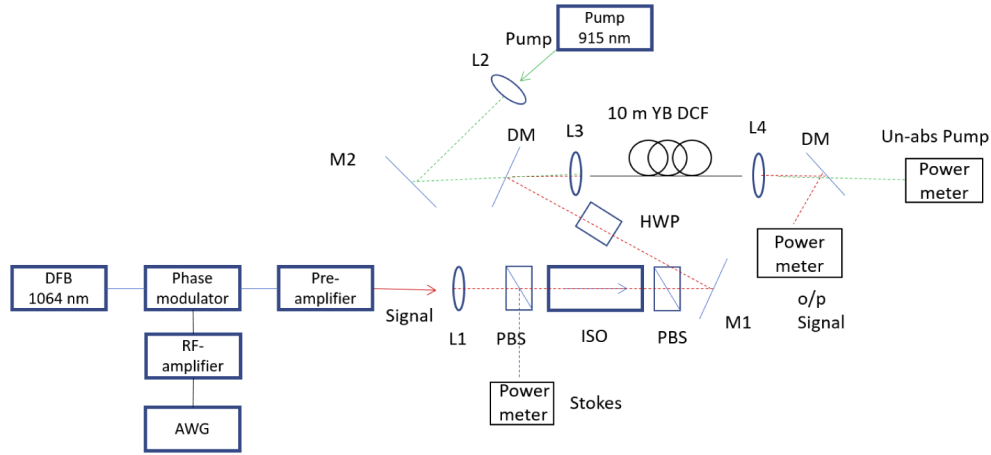 Pump
915 nm
Pump
L2
10 m YB DCF
DM
L3
L4
DM
Un-abs Pump
M2
Power
meter
HWP
Power
meter
DFB
1064 nm
Phase
modulator
Pre-
amplifier
o/p
Signal
Signal
L1
PBS
ISO
PBS
M1
RF-
amplifier
Power
meter
Stokes
AWG